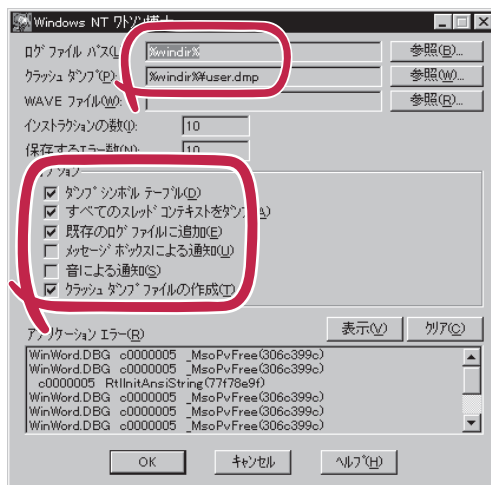 Windows NT ワトソン博士
ログ ファイル パス(L): %windir% 参照(B)...
クラッシュ ダンプ(P): %windir%¥user.dmp 参照(W)...
WAVE ファイル(W): 参照(R)...
インストラクションの数(I): 10
保存するエラー数(N): 10
オプション
ダンプ シンボル テーブル(D)
すべてのスレッド コンテキストをダンプ(A)
既存のログ ファイルに追加(E)
メッセージ ボックスによる通知(U)
音による通知(S)
クラッシュ ダンプ ファイルの作成(T)
アプリケーション エラー(R) 表示(V) クリア(C)
WinWord.DBG c0000005 _MsoPvFree(306c399c)
WinWord.DBG c0000005 _MsoPvFree(306c399c)
c0000005 RtlInitAnsiString(77f78e9f)
WinWord.DBG c0000005 _MsoPvFree(306c399c)
WinWord.DBG c0000005 _MsoPvFree(306c399c)
WinWord.DBG c0000005 _MsoPvFree(306c399c)
OK キャンセル ヘルプ(H)